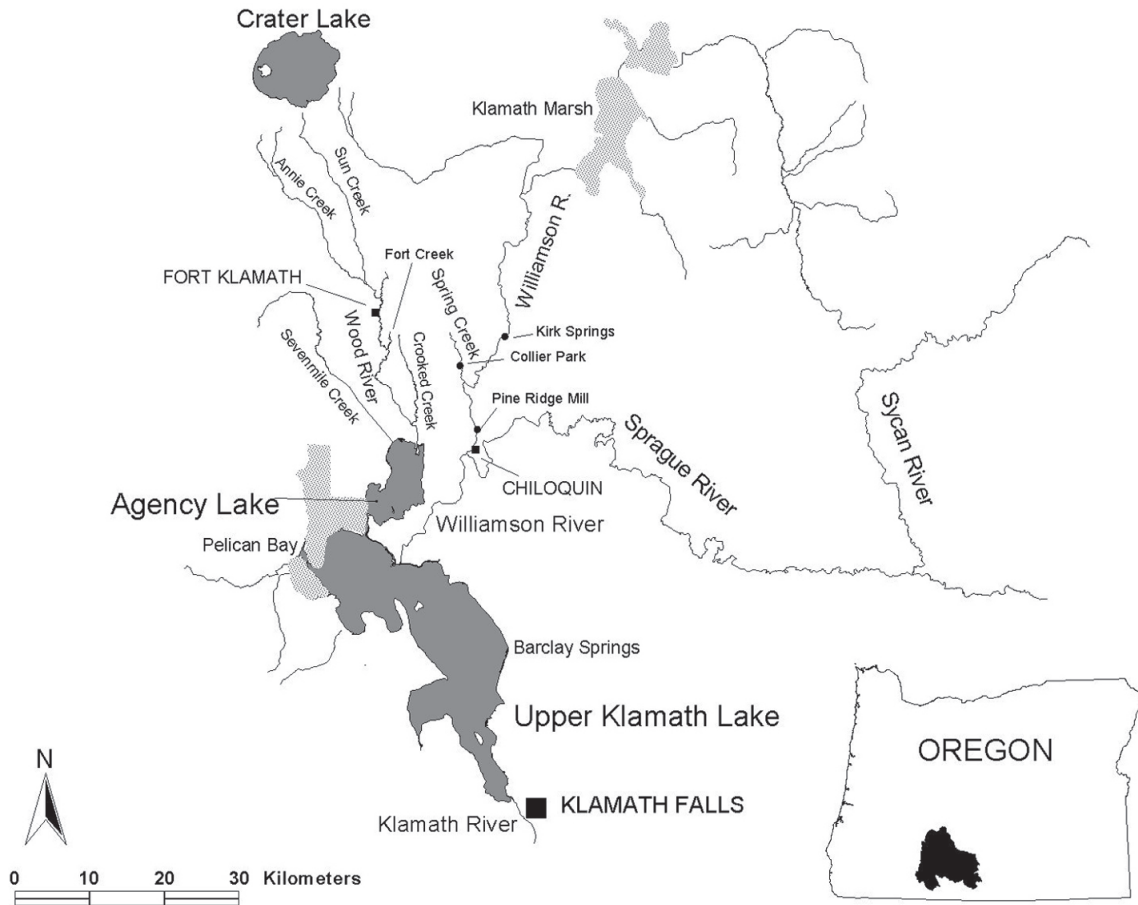 Crater Lake
Klamath Marsh
Annie Creek
Sun Creek
Williamson R.
Fort Creek
FORT KLAMATH
Spring Creek
Kirk Springs
Collier Park
Sevenmile Creek
Wood River
Crooked Creek
Pine Ridge Mill
Sprague River
Sycan River
CHILOQUIN
Agency Lake
Williamson River
Pelican Bay
Barclay Springs
Upper Klamath Lake
OREGON
N
KLAMATH FALLS
Klamath River
0 10 20 30 Kilometers